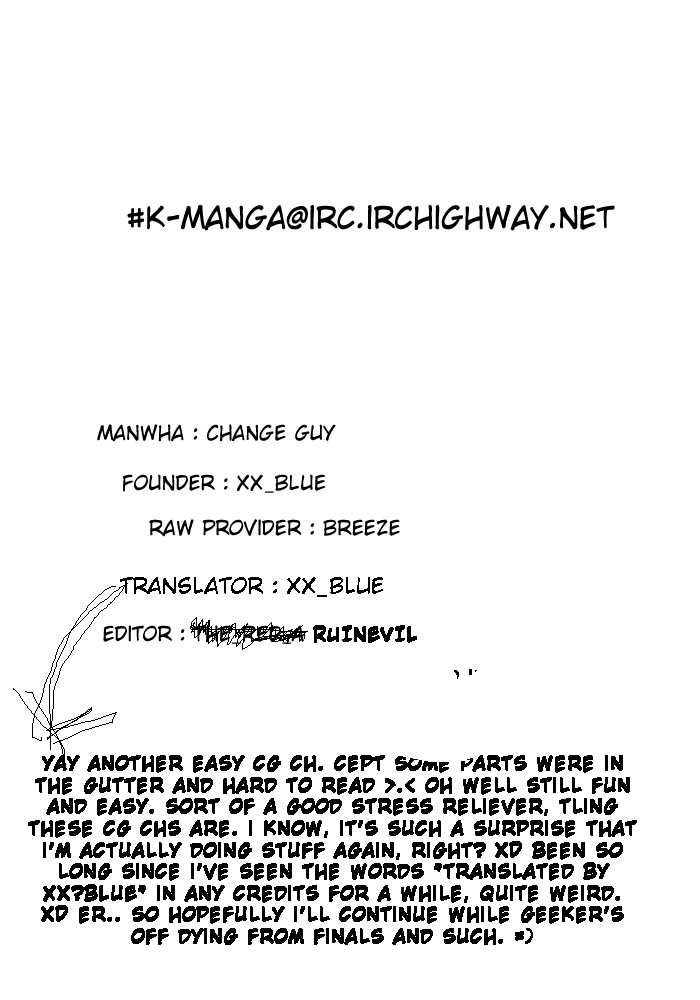 #K-MANGA@IRC.IRCHIGHWAY.NET
MANWHA : CHANGE GUY
FOUNDER : XX_BLUE
RAW PROVIDER : BREEZE
TRANSLATOR : XX_BLUE
EDITOR : RUINEVIL
YAY ANOTHER EASY CG CH. CEPT SOME PARTS WERE IN
THE GUTTER AND HARD TO READ >.< OH WELL STILL FUN
AND EASY. SORT OF A GOOD STRESS RELIEVER, TLING
THESE CG CHS ARE. I KNOW, IT'S SUCH A SURPRISE THAT
I'M ACTUALLY DOING STUFF AGAIN, RIGHT? XD BEEN SO
LONG SINCE I'VE SEEN THE WORDS "TRANSLATED BY
XX?BLUE" IN ANY CREDITS FOR A WHILE, QUITE WEIRD.
XD ER.. SO HOPEFULLY I'LL CONTINUE WHILE GEEKER'S
OFF DYING FROM FINALS AND SUCH. =)